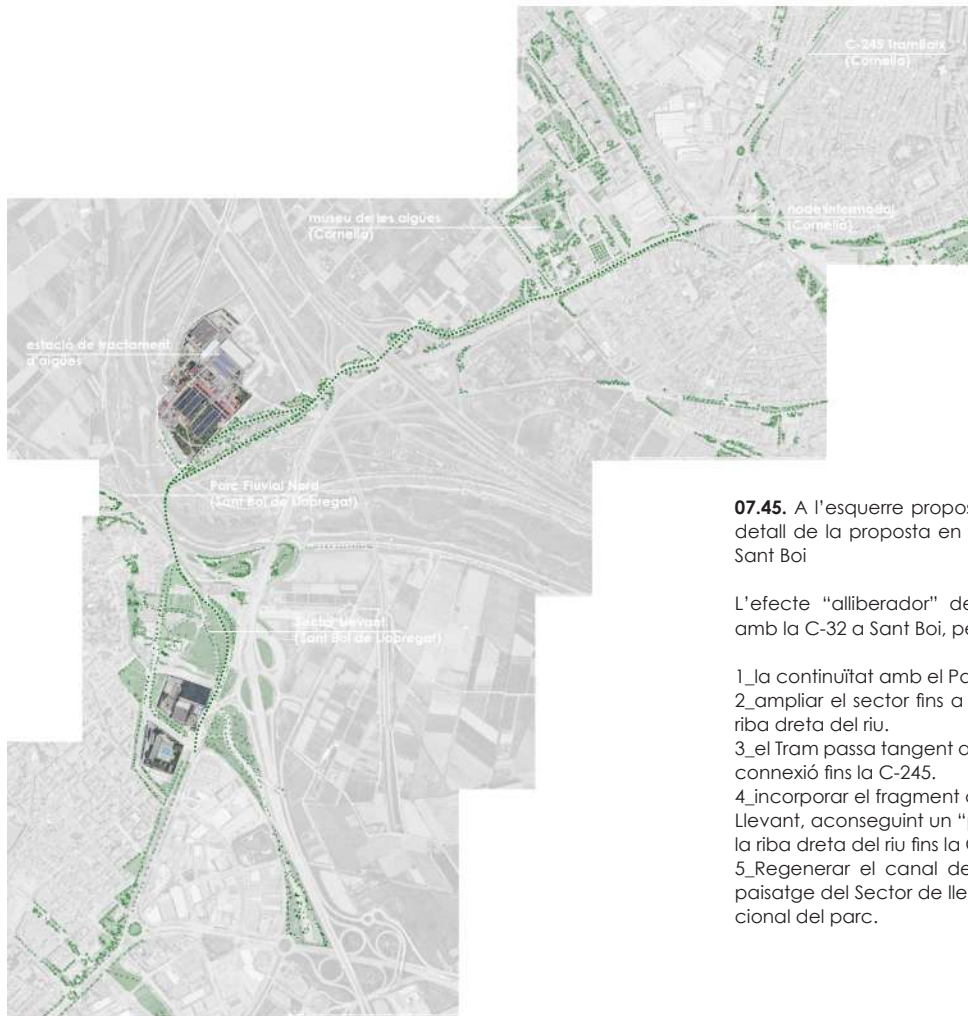 C-245 Trambaix
(Cornellà)
node intermodal
(Cornellà)
museu de les aigües
(Cornellà)
estació de tractament
d'aigües
Parc Fluvial Nord
(Sant Boi de Llobregat)
Sector Llevant
(Sant Boi de Llobregat)
07.45. A l'esquerre propos
detall de la proposta en
Sant Boi
L'efecte “alliberador” de
amb la C-32 a Sant Boi, pe
1_la continuïtat amb el Pa
2_ampliar el sector fins a
riba dreta del riu.
3_el Tram passa tangent a
connexió fins la C-245.
4_incorporar el fragment d
Llevant, aconseguint un “p
la riba dreta del riu fins la C
5_Regenerar el canal de
paisatge del Sector de lle
cional del parc.